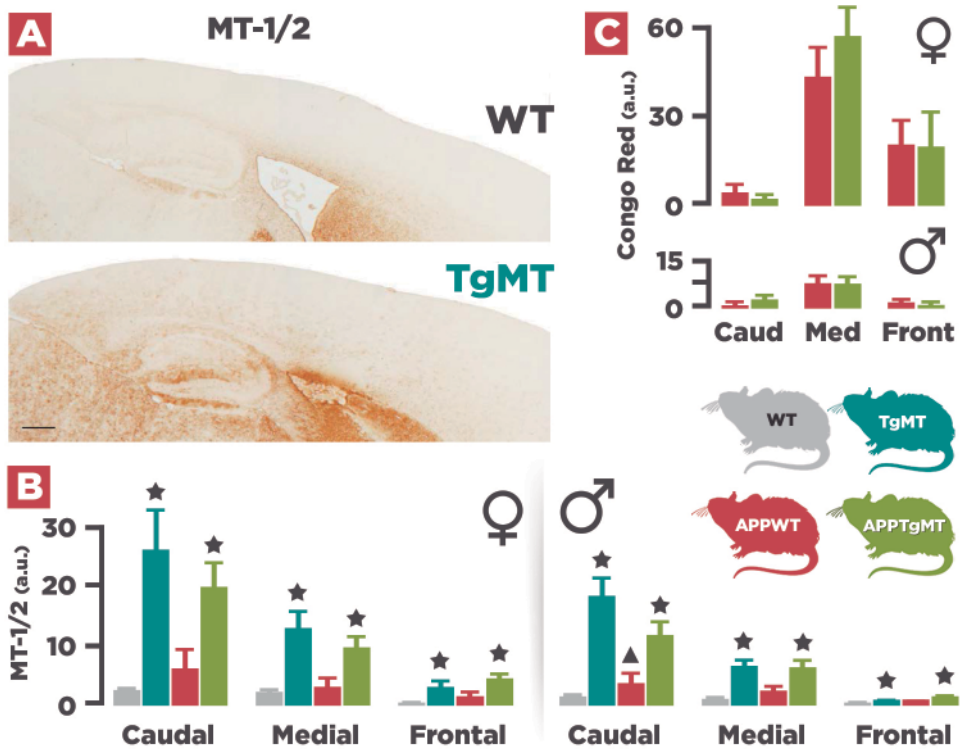 A
MT-1/2
WT
TgMT
C
Congo Red (a.u.)
60
30
0
♀
15
0
♂
Caud Med Front
WT
TgMT
APPWT
APPTgMT
B
MT-1/2 (a.u.)
30
20
10
0
♀
♂
Caudal Medial Frontal
Caudal Medial Frontal